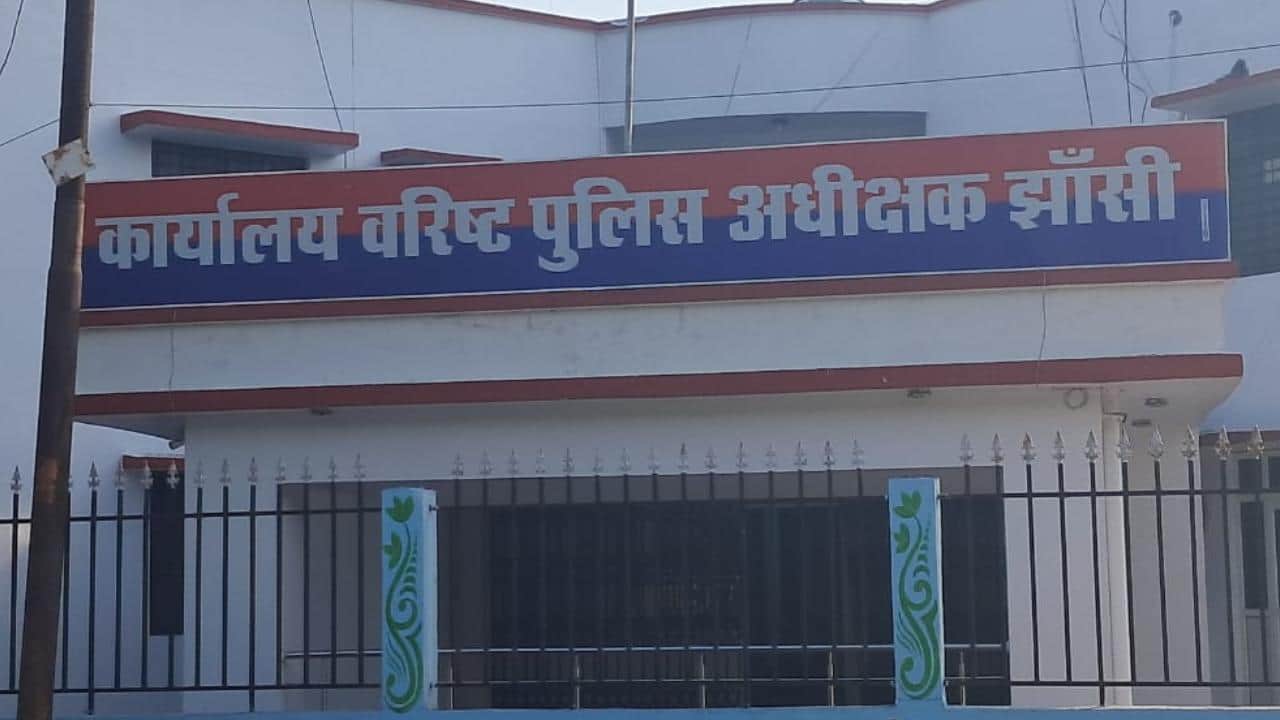 कार्यालय वरिष्ट पुलिस अधीक्षक झाँसी